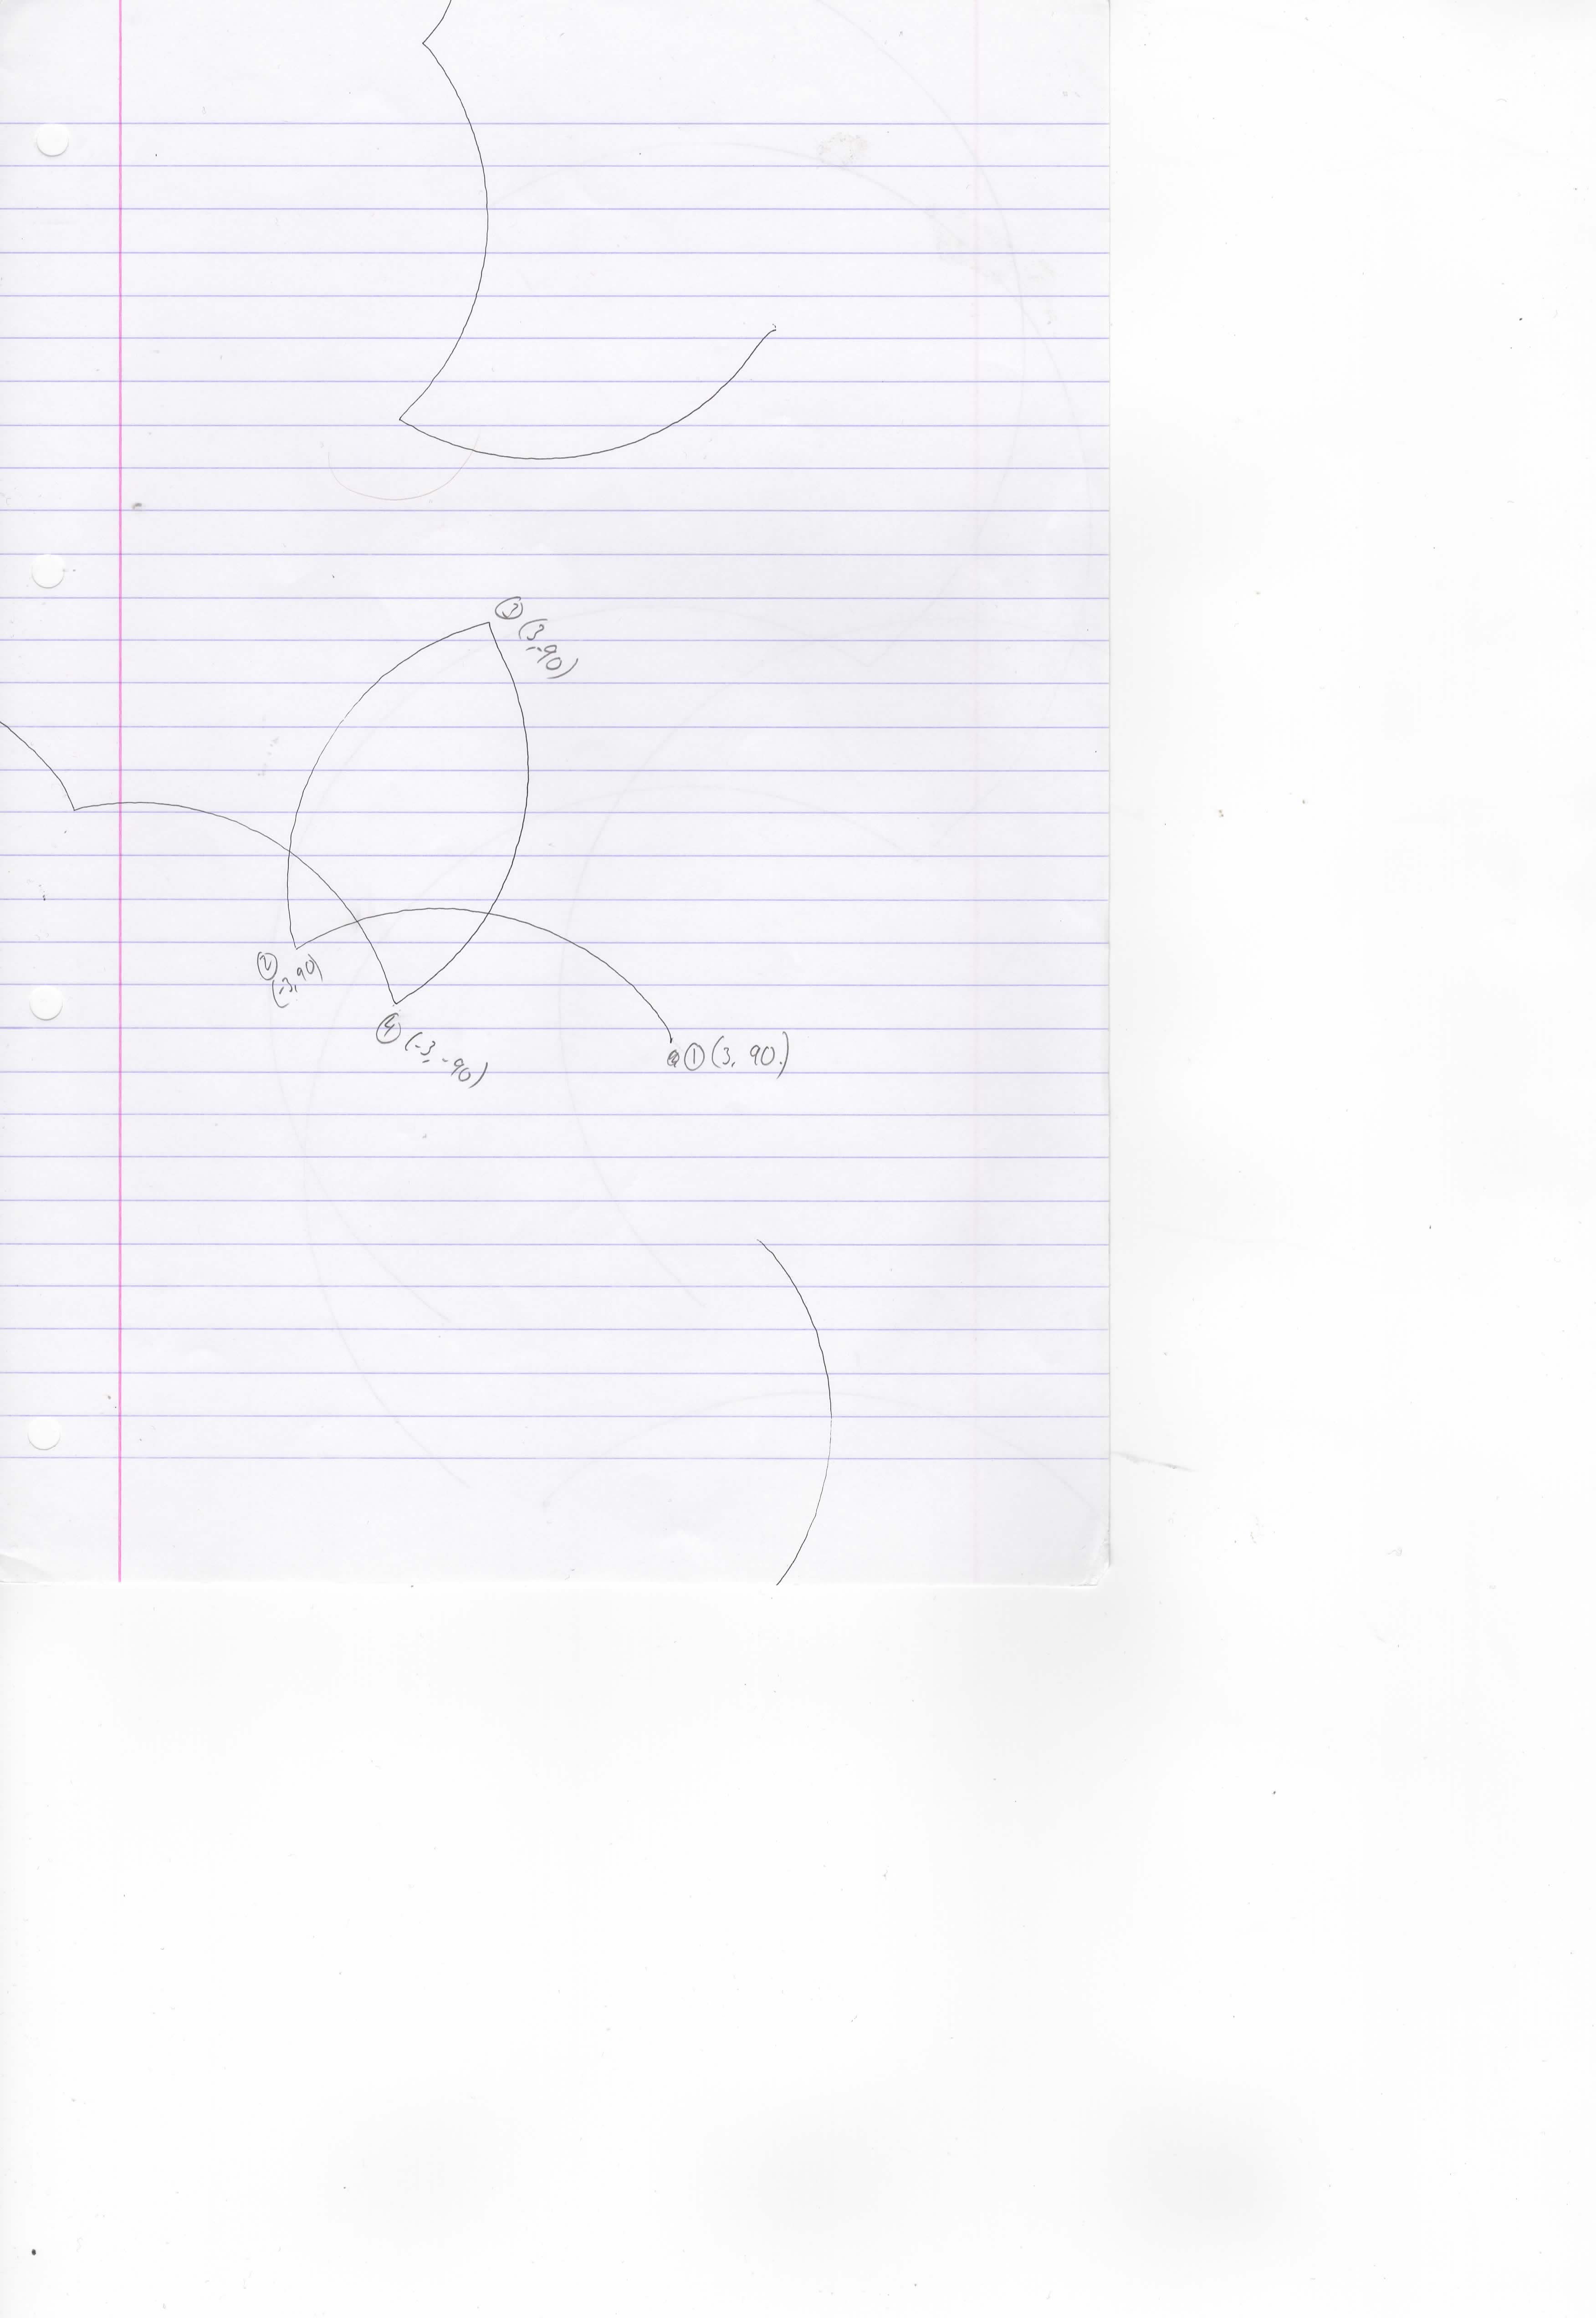 ③ (3, -90)
② (-3, 90)
④ (-3, -90)
① (3, 90.)